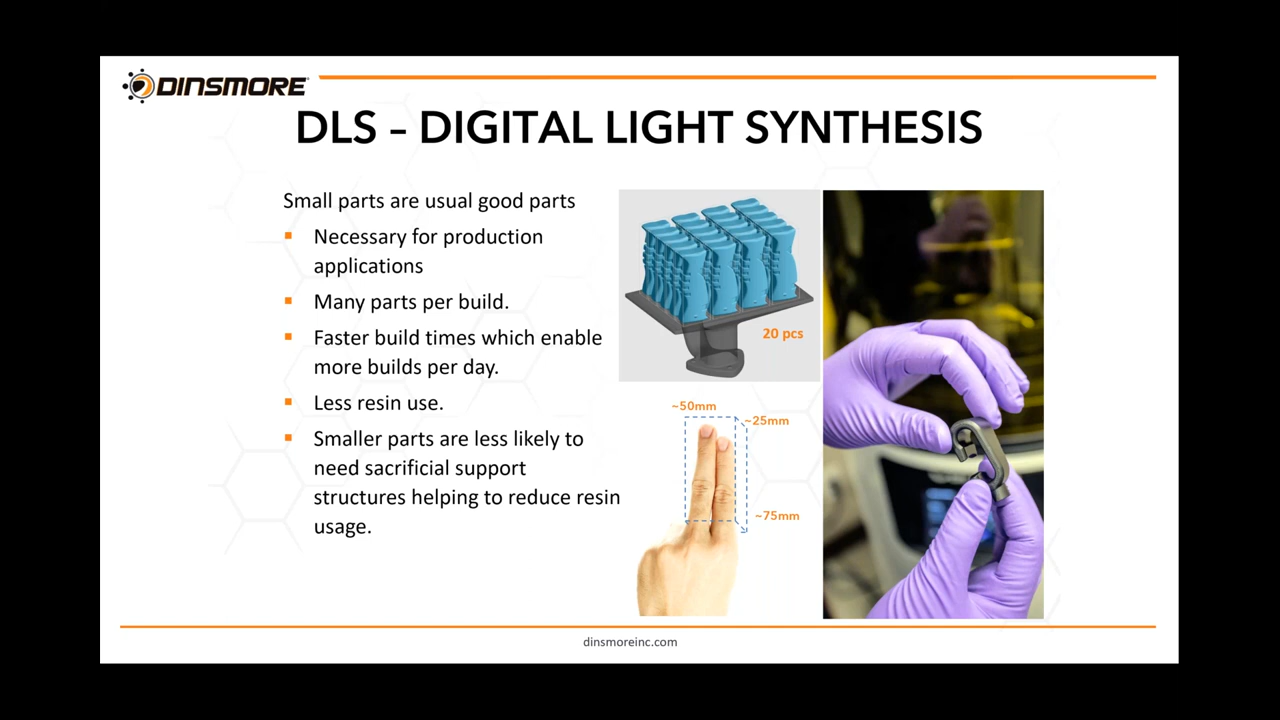 DINSMORE
DLS – DIGITAL LIGHT SYNTHESIS
Small parts are usual good parts
▪ Necessary for production
applications
▪ Many parts per build.
▪ Faster build times which enable
more builds per day.
▪ Less resin use.
▪ Smaller parts are less likely to
need sacrificial support
structures helping to reduce resin
usage.
20 pcs
~50mm
~25mm
~75mm
dinsmoreinc.com